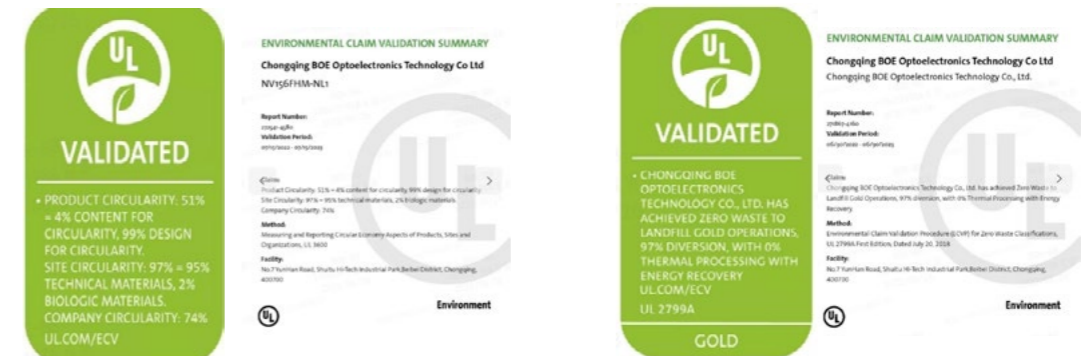 UL
VALIDATED
• PRODUCT CIRCULARITY: 51%
= 4% CONTENT FOR
CIRCULARITY, 99% DESIGN
FOR CIRCULARITY.
SITE CIRCULARITY: 97% = 95%
TECHNICAL MATERIALS, 2%
BIOLOGIC MATERIALS.
COMPANY CIRCULARITY: 74%
UL.COM/ECV
ENVIRONMENTAL CLAIM VALIDATION SUMMARY
Chongqing BOE Optoelectronics Technology Co Ltd
NV156FHM-NL1
Report Number:
Validation Period:
Product Circularity: 51% = 4% content for circularity, 99% design for circularity
Site Circularity: 97% = 95% technical materials, 2% biologic materials
Company Circularity: 74%
Method:
Measuring and Reporting Circular Economy Aspects of Products, Sites and
Organizations, UL 3600
Facility:
No.7 YunHan Road, Shuitu Hi-Tech Industrial Park, Beibei District, Chongqing,
400700
UL
Environment
UL
VALIDATED
• CHONGQING BOE
OPTOELECTRONICS
TECHNOLOGY CO., LTD. HAS
ACHIEVED ZERO WASTE TO
LANDFILL GOLD OPERATIONS,
97% DIVERSION, WITH 0%
THERMAL PROCESSING WITH
ENERGY RECOVERY
UL.COM/ECV
UL 2799A
GOLD
ENVIRONMENTAL CLAIM VALIDATION SUMMARY
Chongqing BOE Optoelectronics Technology Co Ltd
Chongqing BOE Optoelectronics Technology Co., Ltd.
Report Number:
Validation Period:
Chongqing BOE Optoelectronics Technology Co., Ltd. has achieved Zero Waste to
Landfill Gold Operations, 97% diversion, with 0% Thermal Processing with Energy
Recovery
Method:
Environmental Claim Validation Procedure (ECVP) for Zero Waste Classifications,
UL 2799A First Edition, Dated July 20, 2018
Facility:
No.7 YunHan Road, Shuitu Hi-Tech Industrial Park, Beibei District, Chongqing,
400700
UL
Environment